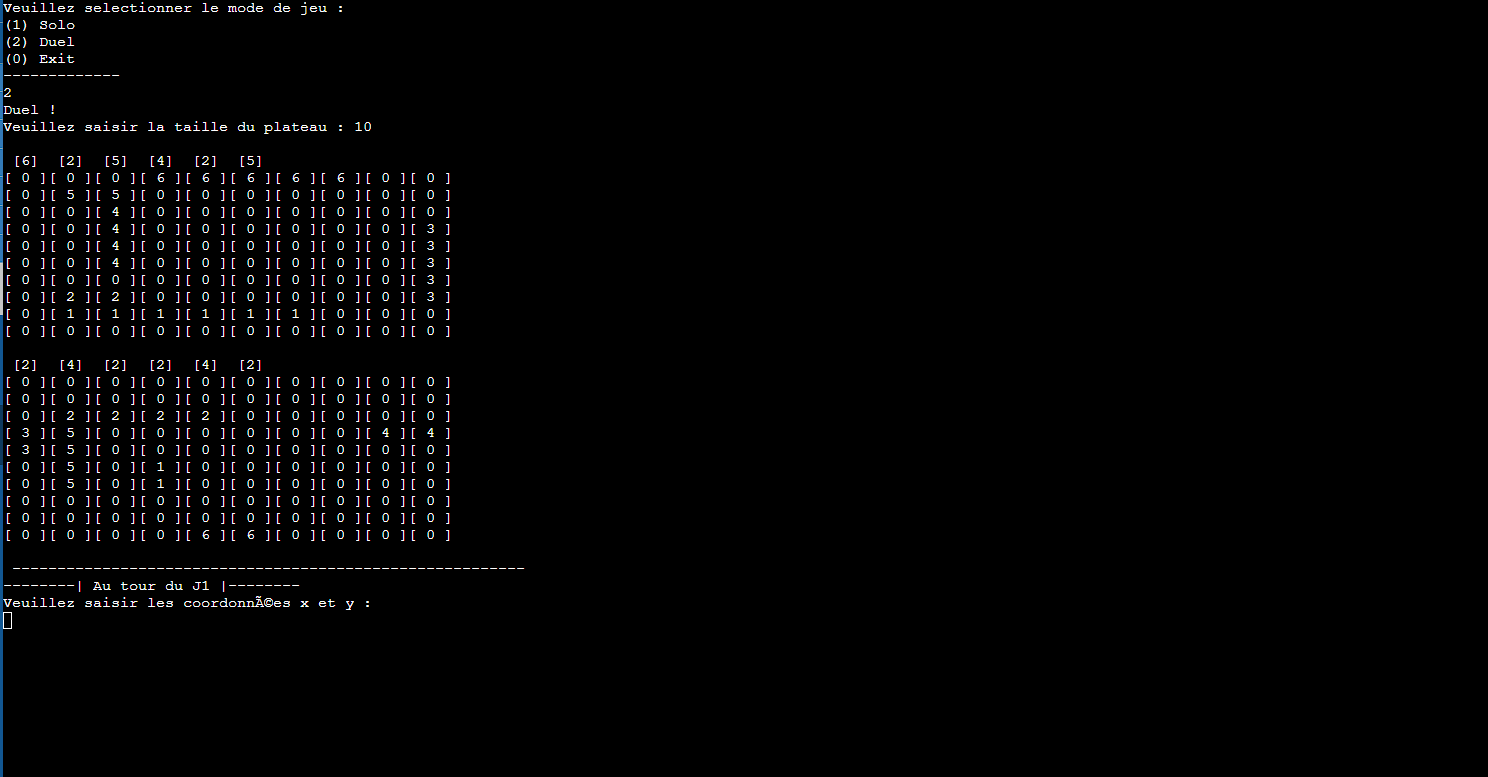 Veuillez selectionner le mode de jeu :
(1) Solo
(2) Duel
(0) Exit
-------------
2
Duel !
Veuillez saisir la taille du plateau : 10
[6] [2] [5] [4] [2] [5]
[ 0 ][ 0 ][ 0 ][ 6 ][ 6 ][ 6 ][ 6 ][ 6 ][ 0 ][ 0 ]
[ 0 ][ 5 ][ 5 ][ 0 ][ 0 ][ 0 ][ 0 ][ 0 ][ 0 ][ 0 ]
[ 0 ][ 0 ][ 4 ][ 0 ][ 0 ][ 0 ][ 0 ][ 0 ][ 0 ][ 0 ]
[ 0 ][ 0 ][ 4 ][ 0 ][ 0 ][ 0 ][ 0 ][ 0 ][ 0 ][ 3 ]
[ 0 ][ 0 ][ 4 ][ 0 ][ 0 ][ 0 ][ 0 ][ 0 ][ 0 ][ 3 ]
[ 0 ][ 0 ][ 4 ][ 0 ][ 0 ][ 0 ][ 0 ][ 0 ][ 0 ][ 3 ]
[ 0 ][ 0 ][ 0 ][ 0 ][ 0 ][ 0 ][ 0 ][ 0 ][ 0 ][ 3 ]
[ 0 ][ 2 ][ 2 ][ 0 ][ 0 ][ 0 ][ 0 ][ 0 ][ 0 ][ 3 ]
[ 0 ][ 1 ][ 1 ][ 1 ][ 1 ][ 1 ][ 1 ][ 0 ][ 0 ][ 0 ]
[ 0 ][ 0 ][ 0 ][ 0 ][ 0 ][ 0 ][ 0 ][ 0 ][ 0 ][ 0 ]
[2] [4] [2] [2] [4] [2]
[ 0 ][ 0 ][ 0 ][ 0 ][ 0 ][ 0 ][ 0 ][ 0 ][ 0 ][ 0 ]
[ 0 ][ 0 ][ 0 ][ 0 ][ 0 ][ 0 ][ 0 ][ 0 ][ 0 ][ 0 ]
[ 0 ][ 2 ][ 2 ][ 2 ][ 2 ][ 0 ][ 0 ][ 0 ][ 0 ][ 0 ]
[ 3 ][ 5 ][ 0 ][ 0 ][ 0 ][ 0 ][ 0 ][ 0 ][ 4 ][ 4 ]
[ 3 ][ 5 ][ 0 ][ 0 ][ 0 ][ 0 ][ 0 ][ 0 ][ 0 ][ 0 ]
[ 0 ][ 5 ][ 0 ][ 1 ][ 0 ][ 0 ][ 0 ][ 0 ][ 0 ][ 0 ]
[ 0 ][ 5 ][ 0 ][ 1 ][ 0 ][ 0 ][ 0 ][ 0 ][ 0 ][ 0 ]
[ 0 ][ 0 ][ 0 ][ 0 ][ 0 ][ 0 ][ 0 ][ 0 ][ 0 ][ 0 ]
[ 0 ][ 0 ][ 0 ][ 0 ][ 0 ][ 0 ][ 0 ][ 0 ][ 0 ][ 0 ]
[ 0 ][ 0 ][ 0 ][ 0 ][ 6 ][ 6 ][ 0 ][ 0 ][ 0 ][ 0 ]
---------------------------------------------------------
--------| Au tour du J1 |--------
Veuillez saisir les coordonnÃ©es x et y :